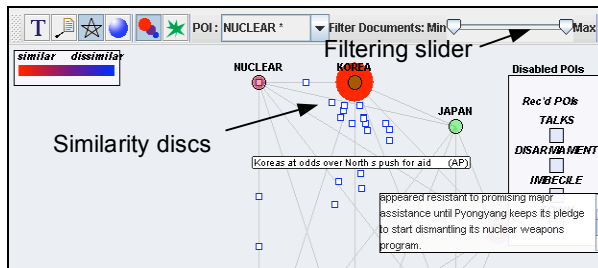 T POI: NUCLEAR * Filter Documents: Min Max
Filtering slider
similar dissimilar
NUCLEAR KOREA
Disabled POIs
Rec'd POIs
JAPAN
TALKS
Similarity discs
DISARMAMENT
Koreas at odds over North s push for aid (AP)
IMBECILE
appeared resistant to promising major
assistance until Pyongyang keeps its pledge
to start dismantling its nuclear weapons
program.